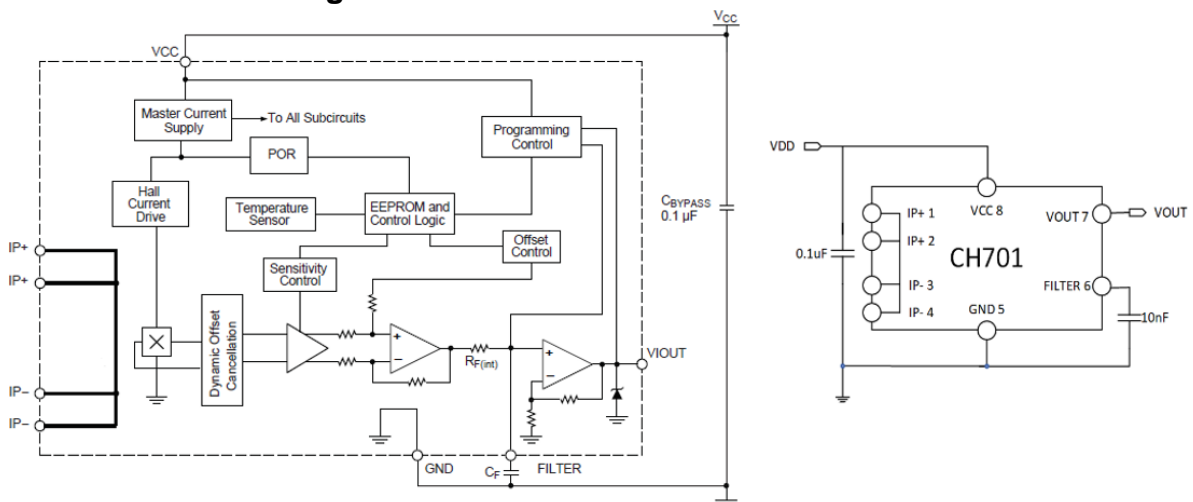 VCC
VCC
Master Current
Supply
To All Subcircuits
POR
Programming
Control
Hall
Current
Drive
Temperature
Sensor
EEPROM and
Control Logic
CBYPASS
0.1 µF
Offset
Control
Sensitivity
Control
IP+
IP+
IP−
IP−
Dynamic Offset
Cancellation
+
−
RF(int)
+
−
VIOUT
GND
CF
FILTER
VDD
VCC 8
IP+ 1
IP+ 2
IP- 3
IP- 4
VOUT 7
VOUT
0.1uF
CH701
FILTER 6
GND 5
10nF